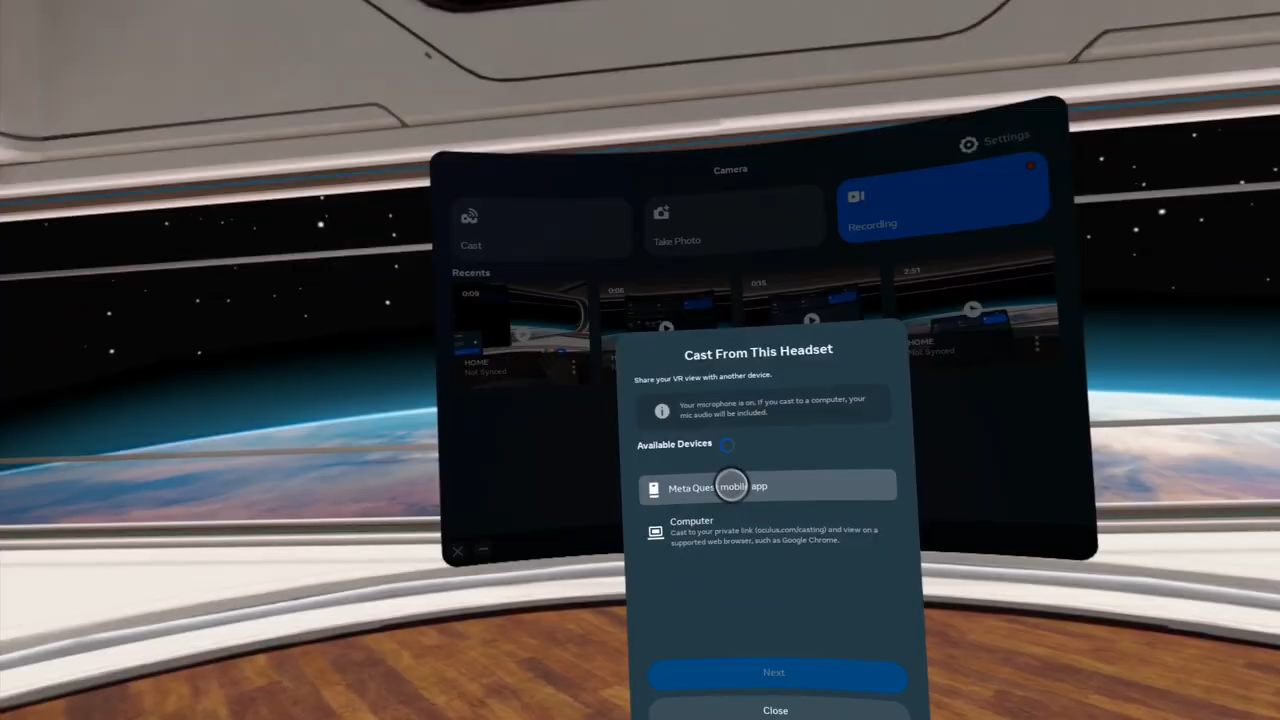 Settings
Camera
Cast
Take Photo
Recording
Recents
0:09
0:06
0:15
2:51
HOME
Not Synced
HOME
Not Synced
Cast From This Headset
Share your VR view with another device.
Your microphone is on. If you cast to a computer, your
mic audio will be included.
Available Devices
Meta Quest mobile app
Computer
Cast to your private link (oculus.com/casting) and view on a
supported web browser, such as Google Chrome.
Next
Close